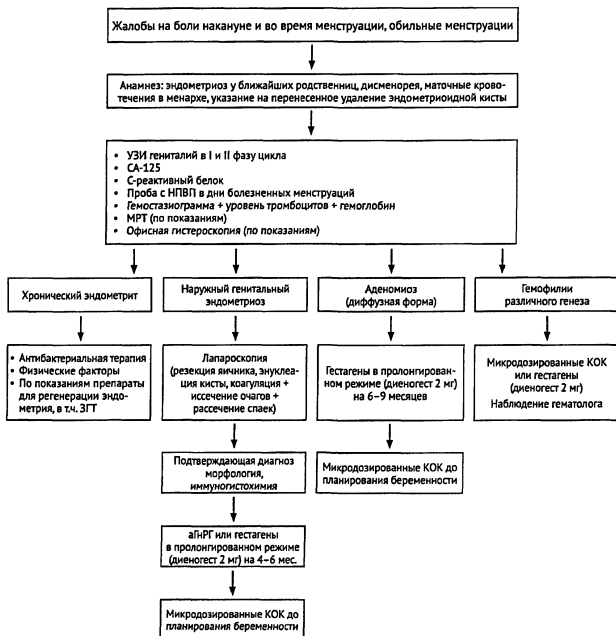 Жалобы на боли накануне и во время менструации, обильные менструации
Анамнез: эндометриоз у ближайших родственниц, дисменорея, маточные крово-
течения в менархе, указание на перенесенное удаление эндометриоидной кисты
• УЗИ гениталий в I и II фазу цикла
• СА-125
• С-реактивный белок
• Проба с НПВП в дни болезненных менструаций
• Гемостазиограмма + уровень тромбоцитов + гемоглобин
• МРТ (по показаниям)
• Офисная гистероскопия (по показаниям)
Хронический эндометрит
Наружный генитальный
эндометриоз
Аденомиоз
(диффузная форма)
Гемофилии
различного генеза
• Антибактериальная терапия
• Физические факторы
• По показаниям препараты
для регенерации эндо-
метрия, в т.ч. ЗГТ
Лапароскопия
(резекция яичника, энукле-
ация кисты, коагуляция +
иссечение очагов +
рассечение спаек)
Гестагены в пролонгирован-
ном режиме (диеногест 2 мг)
на 6–9 месяцев
Микродозированные КОК
или гестагены
(диеногест 2 мг)
Наблюдение гематолога
Подтверждающая диагноз
морфология,
иммуногистохимия
Микродозированные КОК до
планирования беременности
аГнРГ или гестагены
в пролонгированном режиме
(диеногест 2 мг) на 4–6 мес.
Микродозированные КОК до
планирования беременности